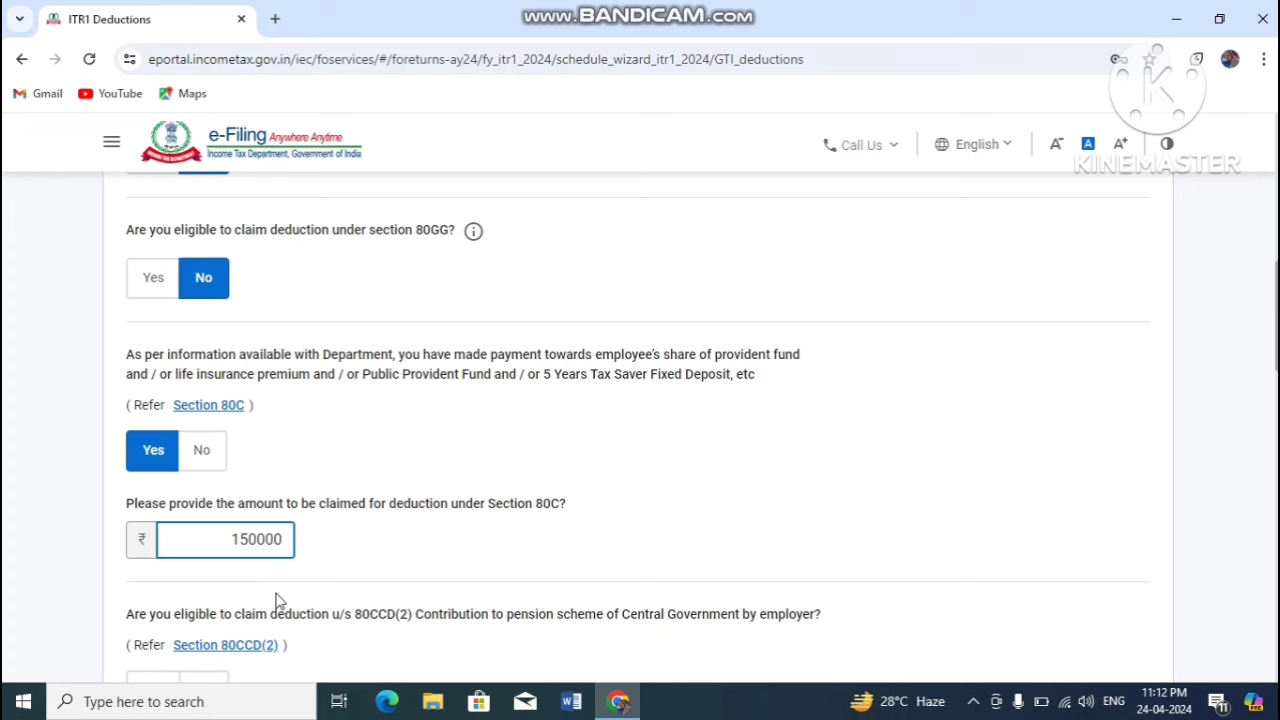 www.BANDICAM.com
ITR1 Deductions
eportal.incometax.gov.in/iec/foservices/#/foreturns-ay24/fy_itr1_2024/schedule_wizard_itr1_2024/GTI_deductions
Gmail YouTube Maps
K
KINEMASTER
e-Filing Anywhere Anytime
Income Tax Department, Government of India
Call Us English A- A A+
Are you eligible to claim deduction under section 80GG?
Yes No
As per information available with Department, you have made payment towards employee's share of provident fund
and / or life insurance premium and / or Public Provident Fund and / or 5 Years Tax Saver Fixed Deposit, etc
( Refer Section 80C )
Yes No
Please provide the amount to be claimed for deduction under Section 80C?
₹ 150000
Are you eligible to claim deduction u/s 80CCD(2) Contribution to pension scheme of Central Government by employer?
( Refer Section 80CCD(2) )
Type here to search
28°C Haze
ENG
11:12 PM
24-04-2024
11